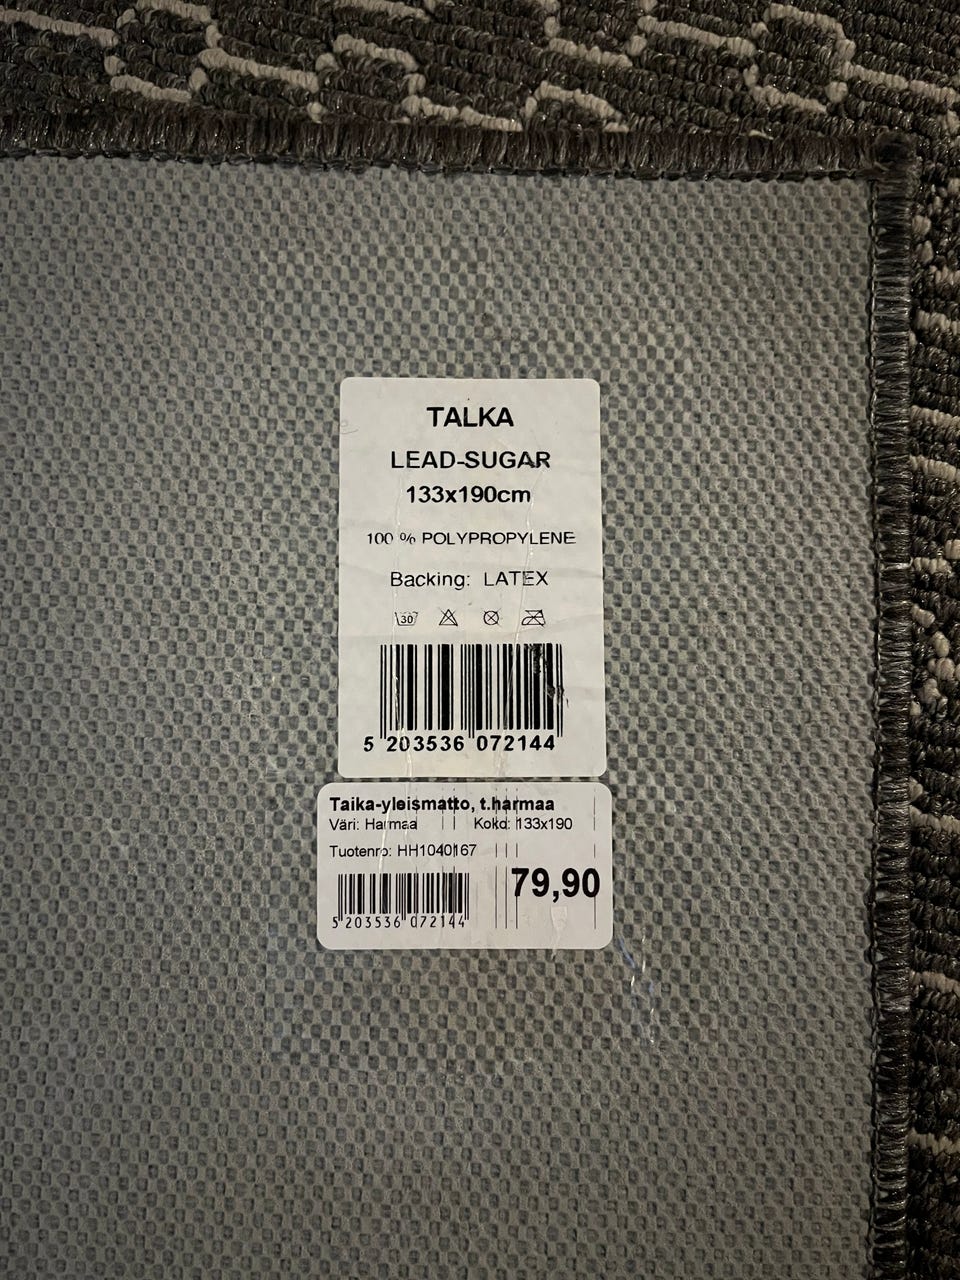 TALKA
LEAD-SUGAR
133x190cm
100 % POLYPROPYLENE
Backing: LATEX
30
5 203536 072144
Taika-yleismatto, t.harmaa
Väri: Harmaa Koko: 133x190
Tuotenro: HH1040167
79,90
5 203536 072144